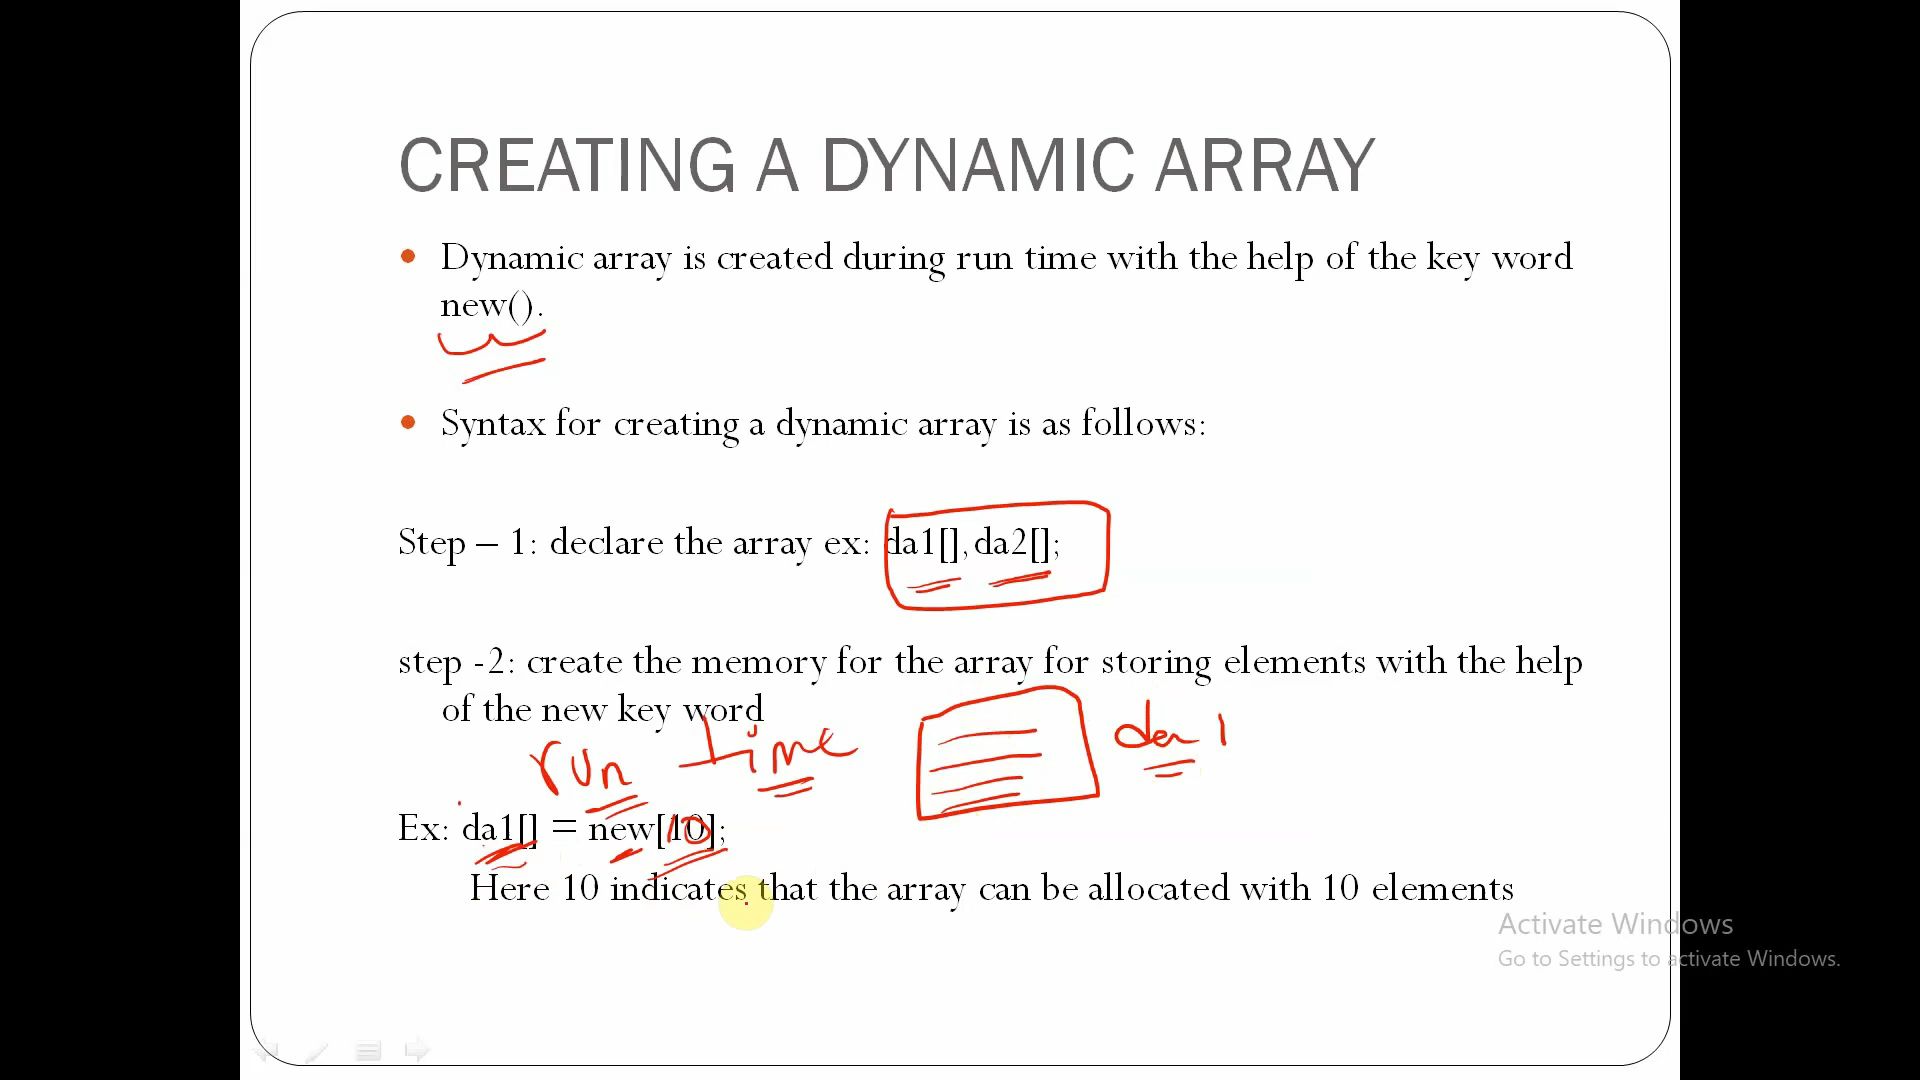 CREATING A DYNAMIC ARRAY
• Dynamic array is created during run time with the help of the key word
new().
• Syntax for creating a dynamic array is as follows:
Step – 1: declare the array ex: da1[], da2[];
step -2: create the memory for the array for storing elements with the help
of the new key word
run time
da1
Ex: da1[] = new[10];
Here 10 indicates that the array can be allocated with 10 elements
Activate Windows
Go to Settings to activate Windows.